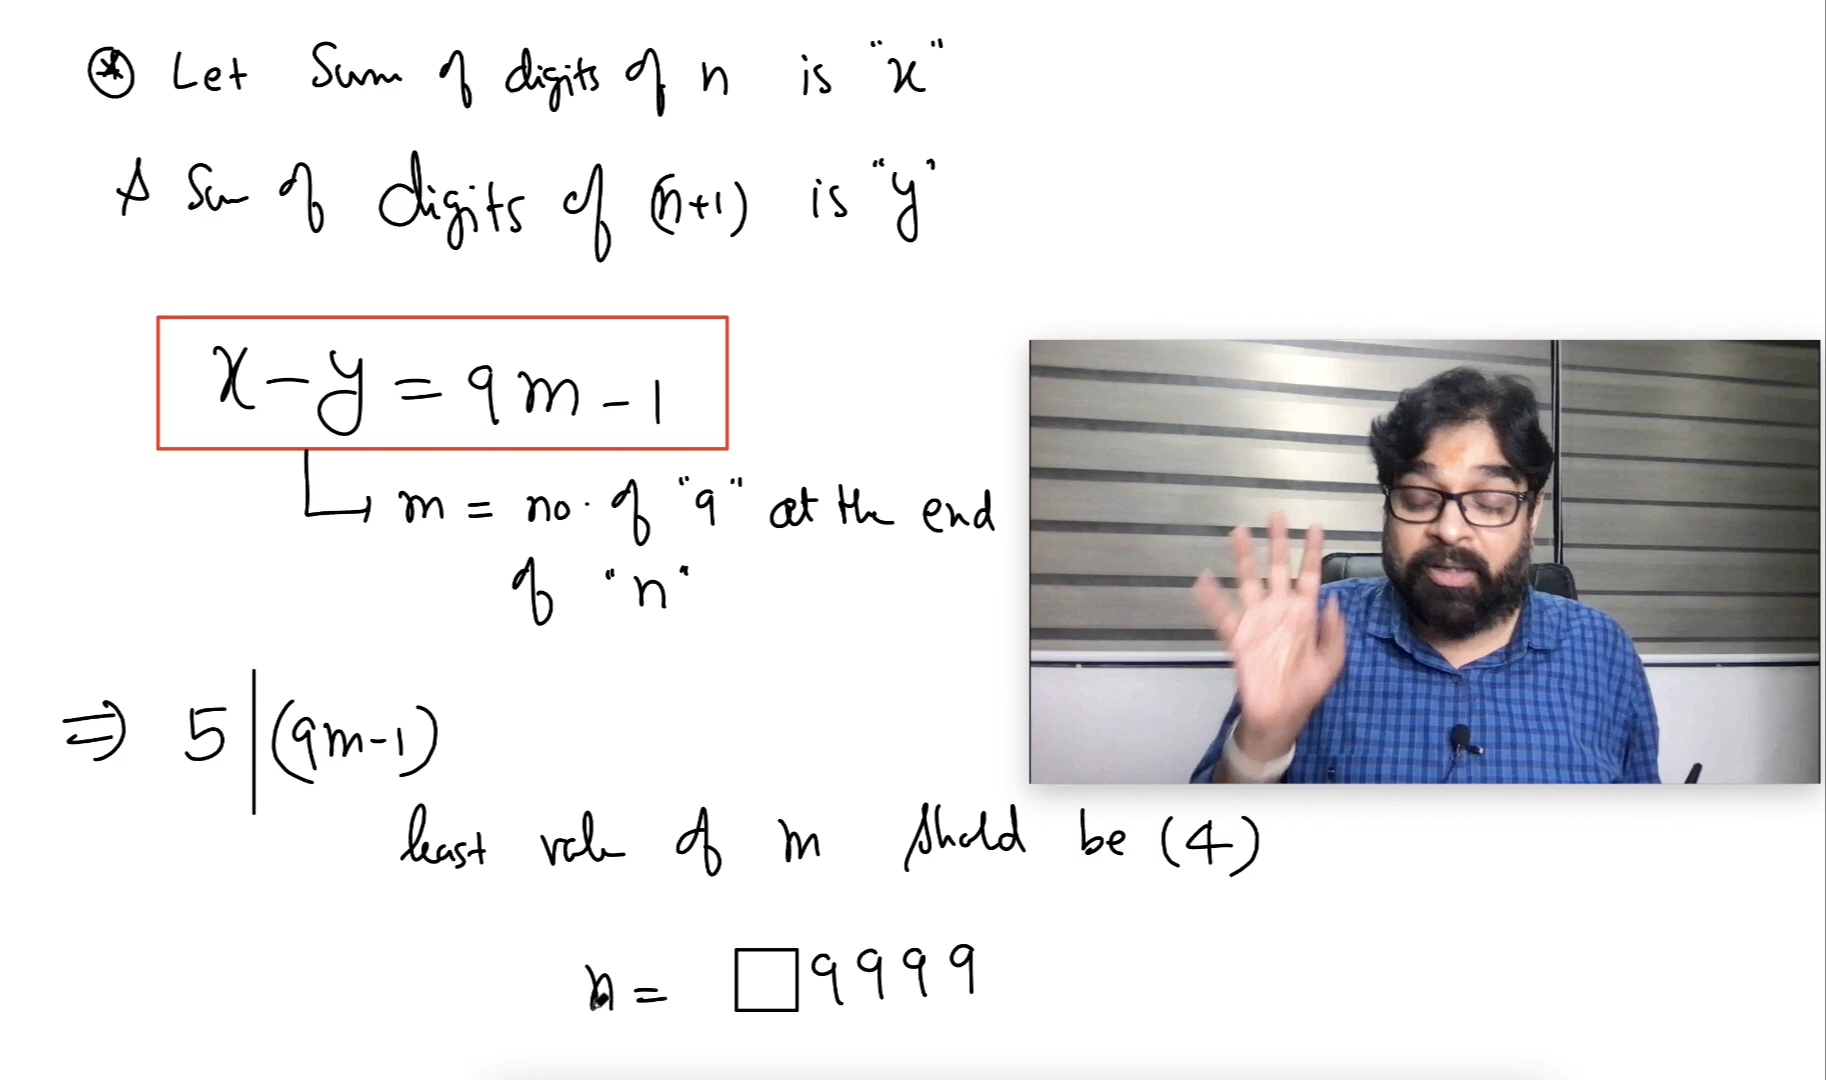 ⊛ Let Sum of digits of n is "x"
& Sum of digits of (n+1) is "y"
x - y = 9m - 1
↳ m = no. of "9" at the end
of "n"
⇒ 5 | (9m-1)
least value of m should be (4)
n = □9999